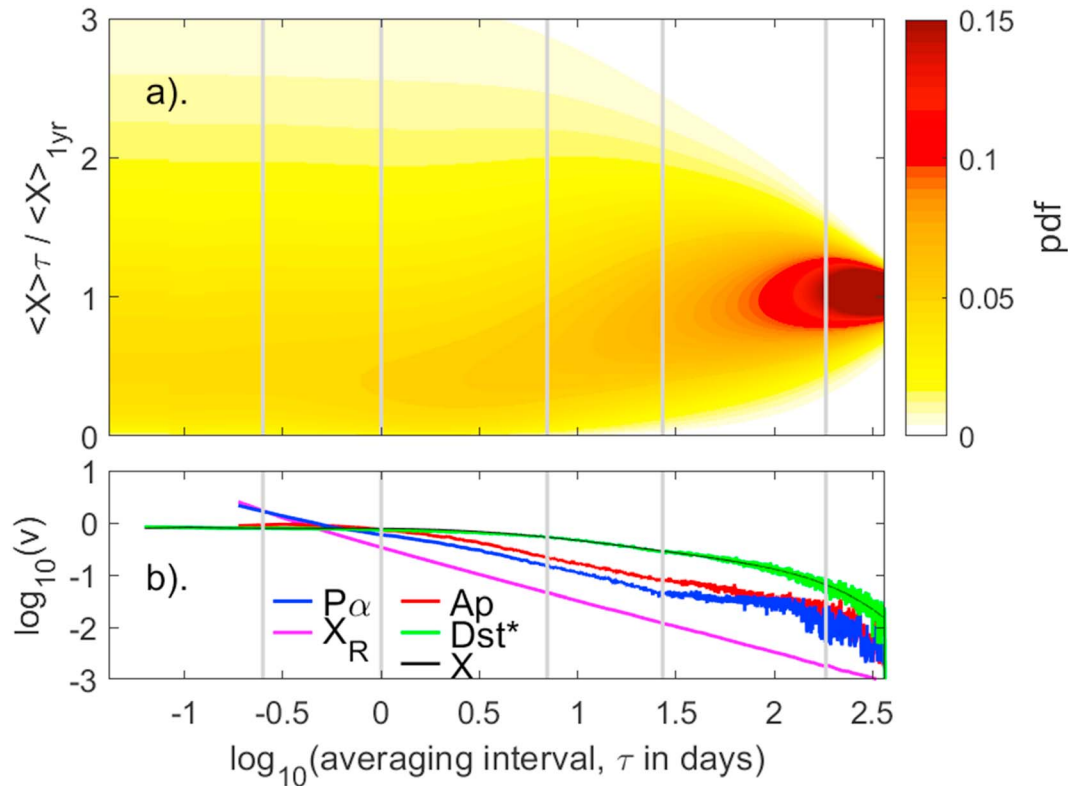 a).
<X>τ / <X>1yr
3
2
1
0
0.15
0.1
0.05
0
pdf
b).
log10(v)
1
0
-1
-2
-3
Pα
XR
Ap
Dst*
X
-1 -0.5 0 0.5 1 1.5 2 2.5
log10(averaging interval, τ in days)